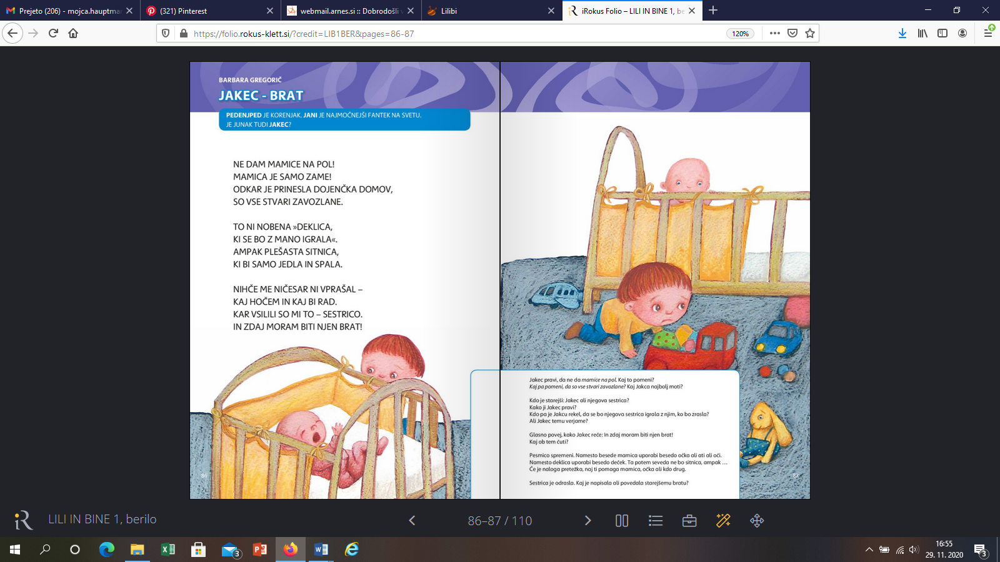 Prejeto (206) - mojca.hauptma
(321) Pinterest
webmail.arnes.si :: Dobrodošli v
Lilibi
iRokus Folio – LILI IN BINE 1, be
https://folio.rokus-klett.si/?credit=LIB1BER&pages=86-87
120%
BARBARA GREGORIČ
JAKEC - BRAT
PEDENJPED JE KORENJAK. JANI JE NAJMOČNEJŠI FANTEK NA SVETU.
JE JUNAK TUDI JAKEC?
NE DAM MAMICE NA POL!
MAMICA JE SAMO ZAME!
ODKAR JE PRINESLA DOJENČKA DOMOV,
SO VSE STVARI ZAVOZLANE.
TO NI NOBENA »DEKLICA,
KI SE BO Z MANO IGRALA«.
AMPAK PLEŠASTA SITNICA,
KI BI SAMO JEDLA IN SPALA.
NIHČE ME NIČESAR NI VPRAŠAL –
KAJ HOČEM IN KAJ BI RAD.
KAR VSILILI SO MI TO – SESTRICO.
IN ZDAJ MORAM BITI NJEN BRAT!
86
Jakec pravi, da ne da mamice na pol. Kaj to pomeni?
Kaj pa pomeni, da so vse stvari zavozlane? Kaj Jakca najbolj moti?
Kdo je starejši: Jakec ali njegova sestrica?
Kako ji Jakec pravi?
Kdo pa je Jakcu rekel, da se bo njegova sestrica igrala z njim, ko bo zrasla?
Ali Jakec temu verjame?
Glasno povej, kako Jakec reče: In zdaj moram biti njen brat!
Kaj ob tem čuti?
Pesmico spremeni. Namesto besede mamica uporabi besedo očka ali ati ali oči.
Namesto deklica uporabi besedo deček. Ta potem seveda ne bo sitnica, ampak ...
Če je naloga pretežka, naj ti pomaga mamica, očka ali kdo drug.
Sestrica je odrasla. Kaj je napisala ali povedala starejšemu bratu?
87
LILI IN BINE 1, berilo
86–87 / 110
3
16:55
29. 11. 2020
3